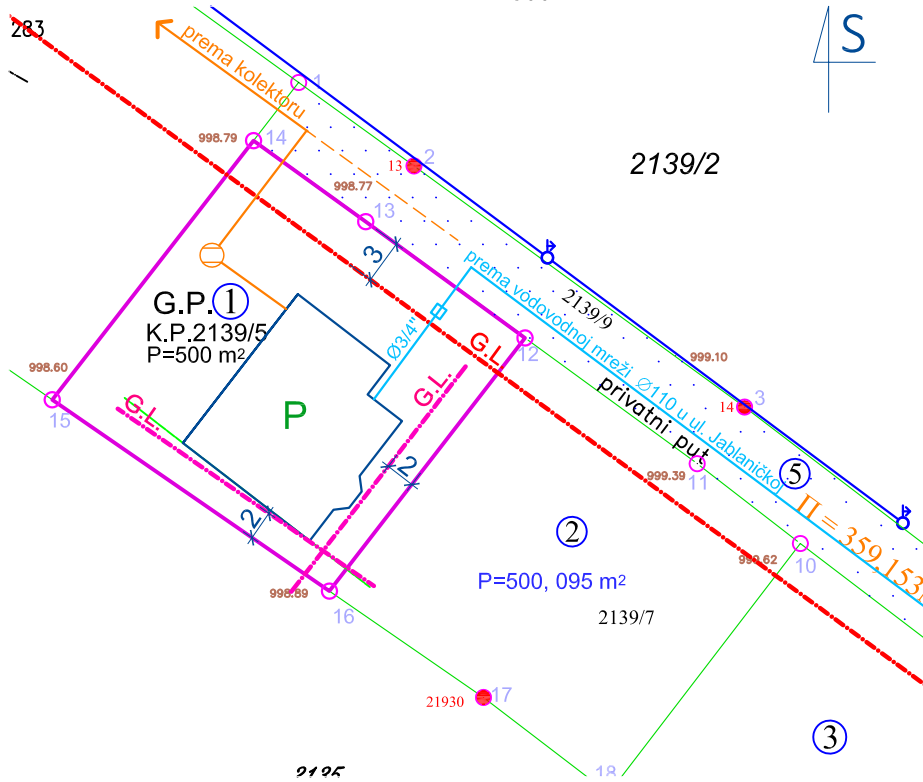 283
S
prema kolektoru
1
998.79
14
2
13
2139/2
998.77
13
3
prema vodovodnoj mreži Ø110 u ul. Jablaničkoj
2139/9
G.P. 1
K.P.2139/5
P=500 m²
Ø3/4"
G.L.
12
999.10
3
998.60
G.L.
privatni put
14
15
G.L.
P
11
999.39
5
2
2
Π = 359,153
2
10
P=500, 095 m²
998.89
16
2139/7
17
21930
3
18
2135